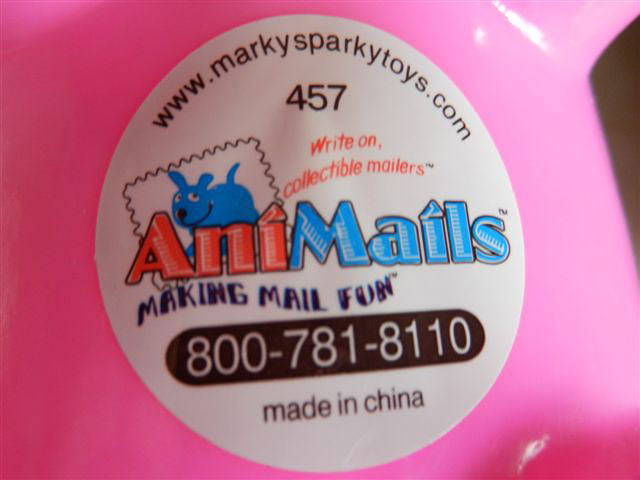 www.markysparkytoys.com
457
Write on,
collectible mailers™
AniMails™
MAKING MAIL FUN™
800-781-8110
made in china